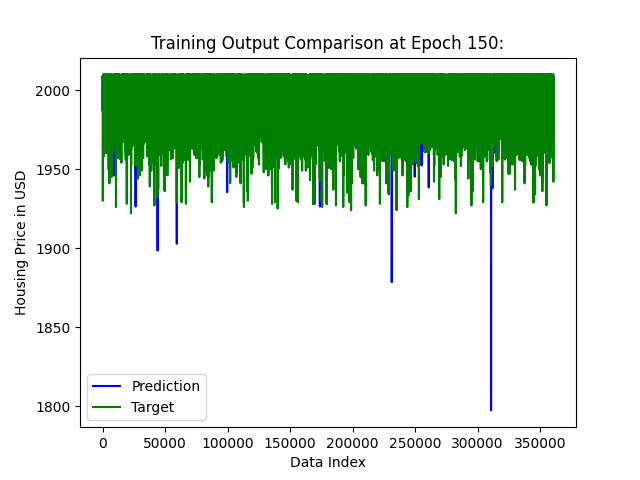 Training Output Comparison at Epoch 150:
Housing Price in USD
2000
1950
1900
1850
1800
Prediction
Target
0 50000 100000 150000 200000 250000 300000 350000
Data Index